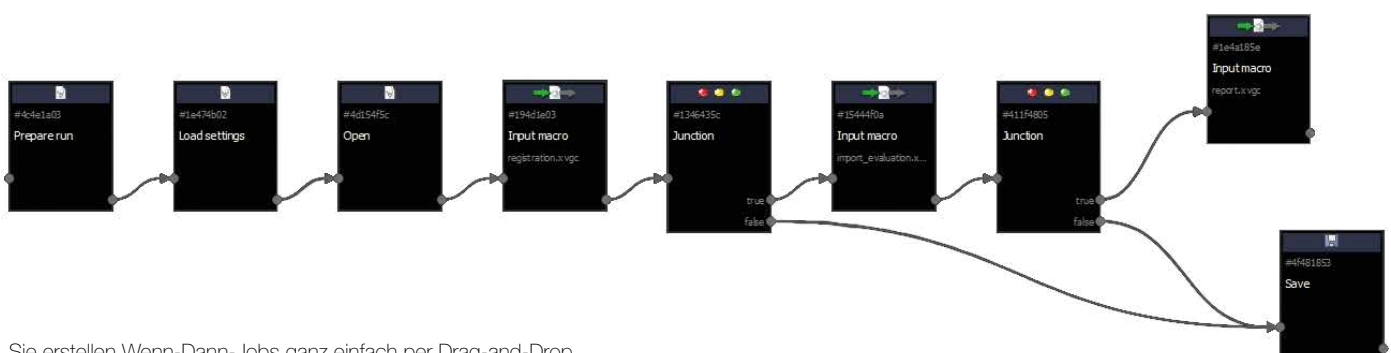 #4c4e1a03
Prepare run
#1e474b02
Load settings
#4d154f5c
Open
#194d1e03
Input macro
registration.xvgc
#1346435c
Junction
true
false
#15444f0a
Input macro
import_evaluation.x...
#411f4805
Junction
true
false
#1e4a185e
Input macro
report.xvgc
#4f481853
Save
Sie erstellen Wenn-Dann-Jobs ganz einfach per Drag-and-Drop